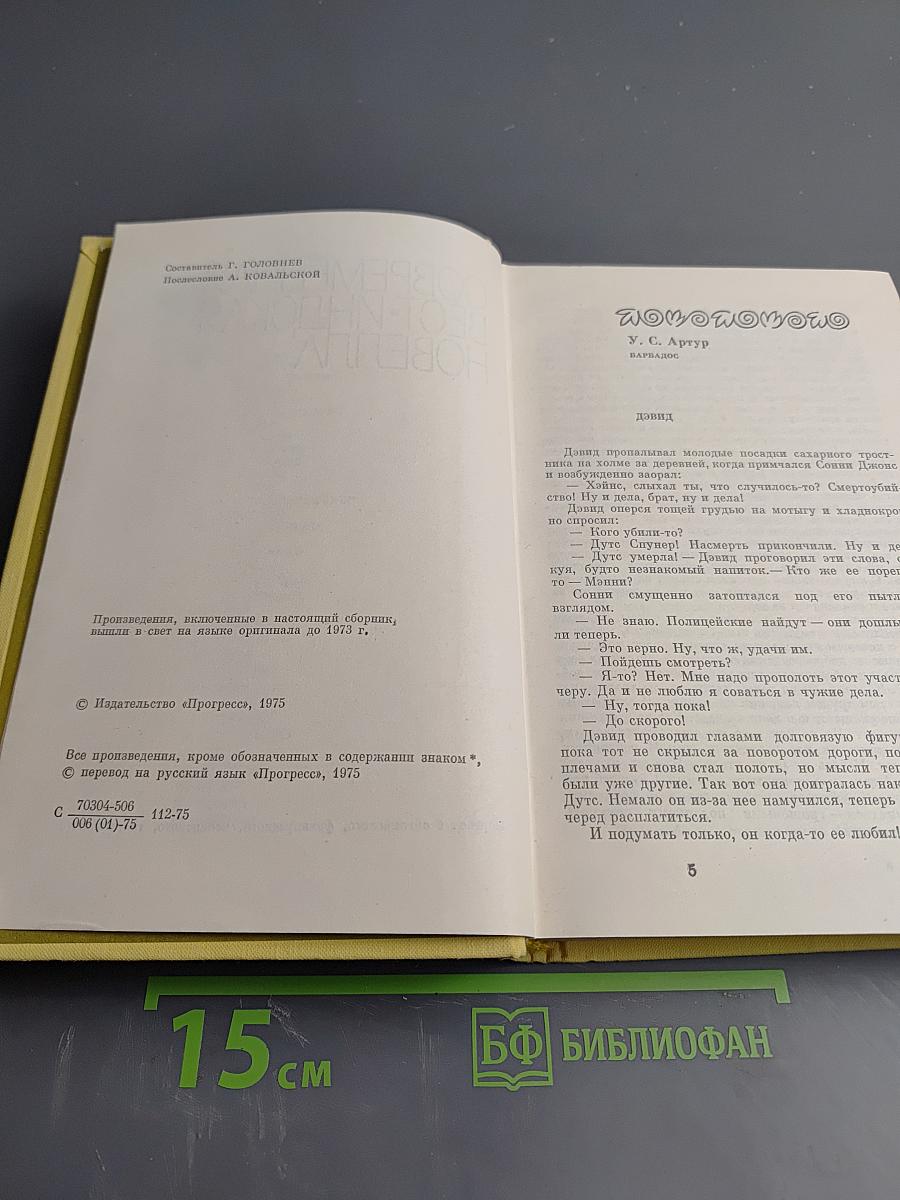 Составитель Г. ГОЛОВНЕВ
Послесловие А. КОВАЛЬСКОЙ
Произведения, включенные в настоящий сборник,
вышли в свет на языке оригинала до 1973 г.
© Издательство «Прогресс», 1975
Все произведения, кроме обозначенных в содержании знаком *,
© перевод на русский язык «Прогресс», 1975
С 70304-506 / 006 (01)-75 112-75
У. С. Артур
БАРБАДОС
ДЭВИД
Дэвид пропалывал молодые посадки сахарного трост-
ника на холме за деревней, когда примчался Сонни Джонс
и возбужденно заорал:
— Хэйнс, слыхал ты, что случилось-то? Смертоубий-
ство! Ну и дела, брат, ну и дела!
Дэвид оперся тощей грудью на мотыгу и хладнокров-
но спросил:
— Кого убили-то?
— Дутс Спунер! Насмерть прикончили. Ну и де
— Дутс умерла! — Дэвид проговорил эти слова,
куя, будто незнакомый напиток.— Кто же ее
то — Мэнни?
Сонни смущенно затоптался под его
взглядом.
— Не знаю. Полицейские найдут — они
ли теперь.
— Это верно. Ну, что ж, удачи им.
— Пойдешь смотреть?
— Я-то? Нет. Мне надо прополоть этот участ
черу. Да и не люблю я соваться в чужие дела.
— Ну, тогда пока!
— До скорого!
Дэвид проводил глазами долговязую фигу
пока тот не скрылся за поворотом дороги, по
плечами и снова стал полоть, но мысли
были уже другие. Так вот она доигралась
Дутс. Немало он из-за нее намучился, теперь
черед расплатиться.
И подумать только, он когда-то ее любил!
5
15 см
БФ БИБЛИОФАН